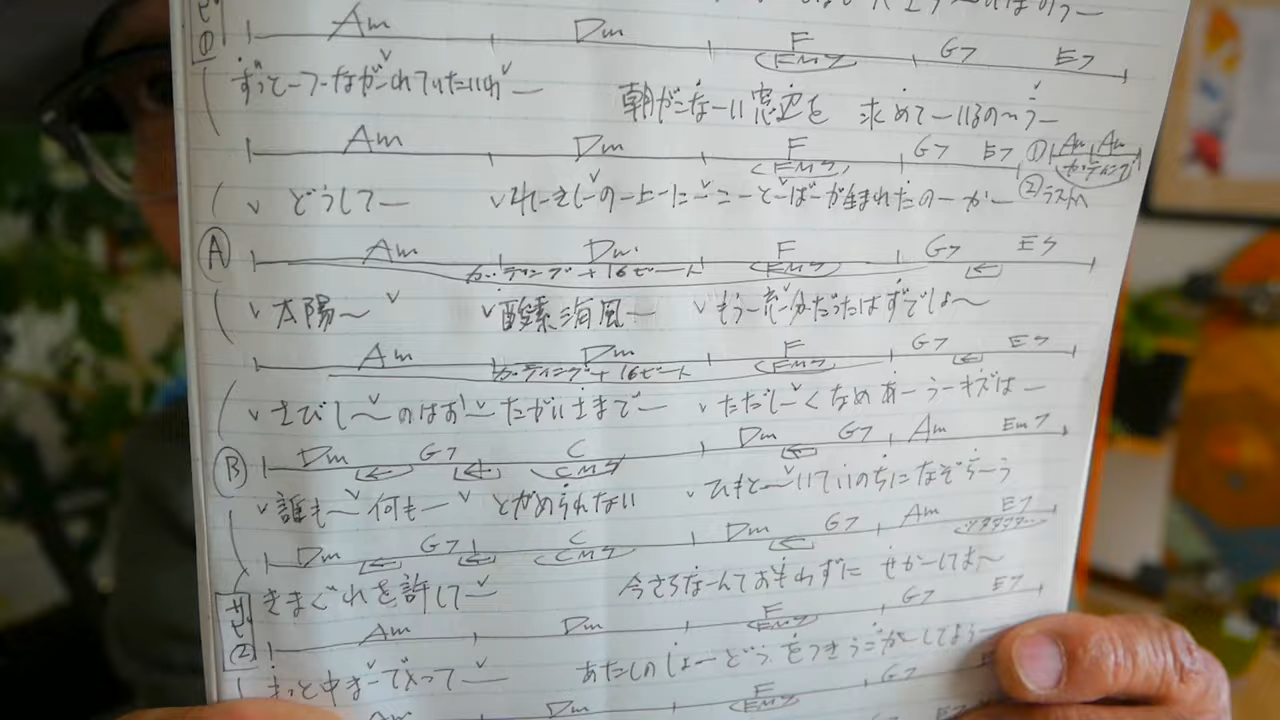 サビ①
Am Dm F (FM7) G7 E7
ずっとーつーながーれていたいわー 朝がこなーい窓辺を 求めてーいるの〜うー
Am Dm F (FM7) G7 E7 ① Am Am カッティング
どうしてー れーきしーの上ーにーこーとーばーが生まれたのーかー ②ラストへ
Ⓐ Am Dm F G7 E7
カッティング+16ビート (FM7)
太陽〜 酸素 海風ー もうー充ー分だったはずでしょ〜
Am Dm F G7 E7
カッティング+16ビート (FM7)
さびし〜のはおーたがいさまでー ただしーくなめあーうーキズはー
Ⓑ Dm G7 C CM7 Dm G7 Am Em7
誰も〜何もー とがめられない ひもと〜いていのちになぞらーう
Dm G7 C CM7 Dm G7 Am E7
きまぐれを許してー 今さらなーんておもわずに せかーしてよ〜
サビ② Am Dm F FM7 G7 E7
もっと中まーで入ってー あたしのしょーどうをつきうごかーしてよう
Am F FM7 G7 E7